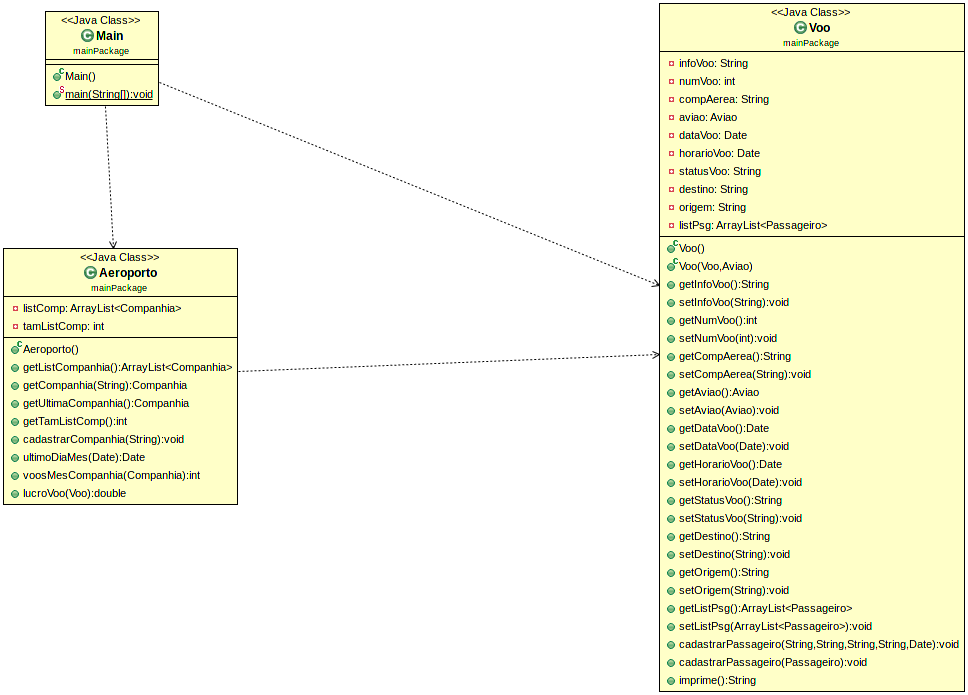 <<Java Class>>
Main
mainPackage
Main()
main(String[]):void
<<Java Class>>
Aeroporto
mainPackage
listComp: ArrayList<Companhia>
tamListComp: int
Aeroporto()
getListCompanhia():ArrayList<Companhia>
getCompanhia(String):Companhia
getUltimaCompanhia():Companhia
getTamListComp():int
cadastrarCompanhia(String):void
ultimoDiaMes(Date):Date
voosMesCompanhia(Companhia):int
lucroVoo(Voo):double
<<Java Class>>
Voo
mainPackage
infoVoo: String
numVoo: int
compAerea: String
aviao: Aviao
dataVoo: Date
horarioVoo: Date
statusVoo: String
destino: String
origem: String
listPsg: ArrayList<Passageiro>
Voo()
Voo(Voo,Aviao)
getInfoVoo():String
setInfoVoo(String):void
getNumVoo():int
setNumVoo(int):void
getCompAerea():String
setCompAerea(String):void
getAviao():Aviao
setAviao(Aviao):void
getDataVoo():Date
setDataVoo(Date):void
getHorarioVoo():Date
setHorarioVoo(Date):void
getStatusVoo():String
setStatusVoo(String):void
getDestino():String
setDestino(String):void
getOrigem():String
setOrigem(String):void
getListPsg():ArrayList<Passageiro>
setListPsg(ArrayList<Passageiro>):void
cadastrarPassageiro(String,String,String,String,Date):void
cadastrarPassageiro(Passageiro):void
imprime():String